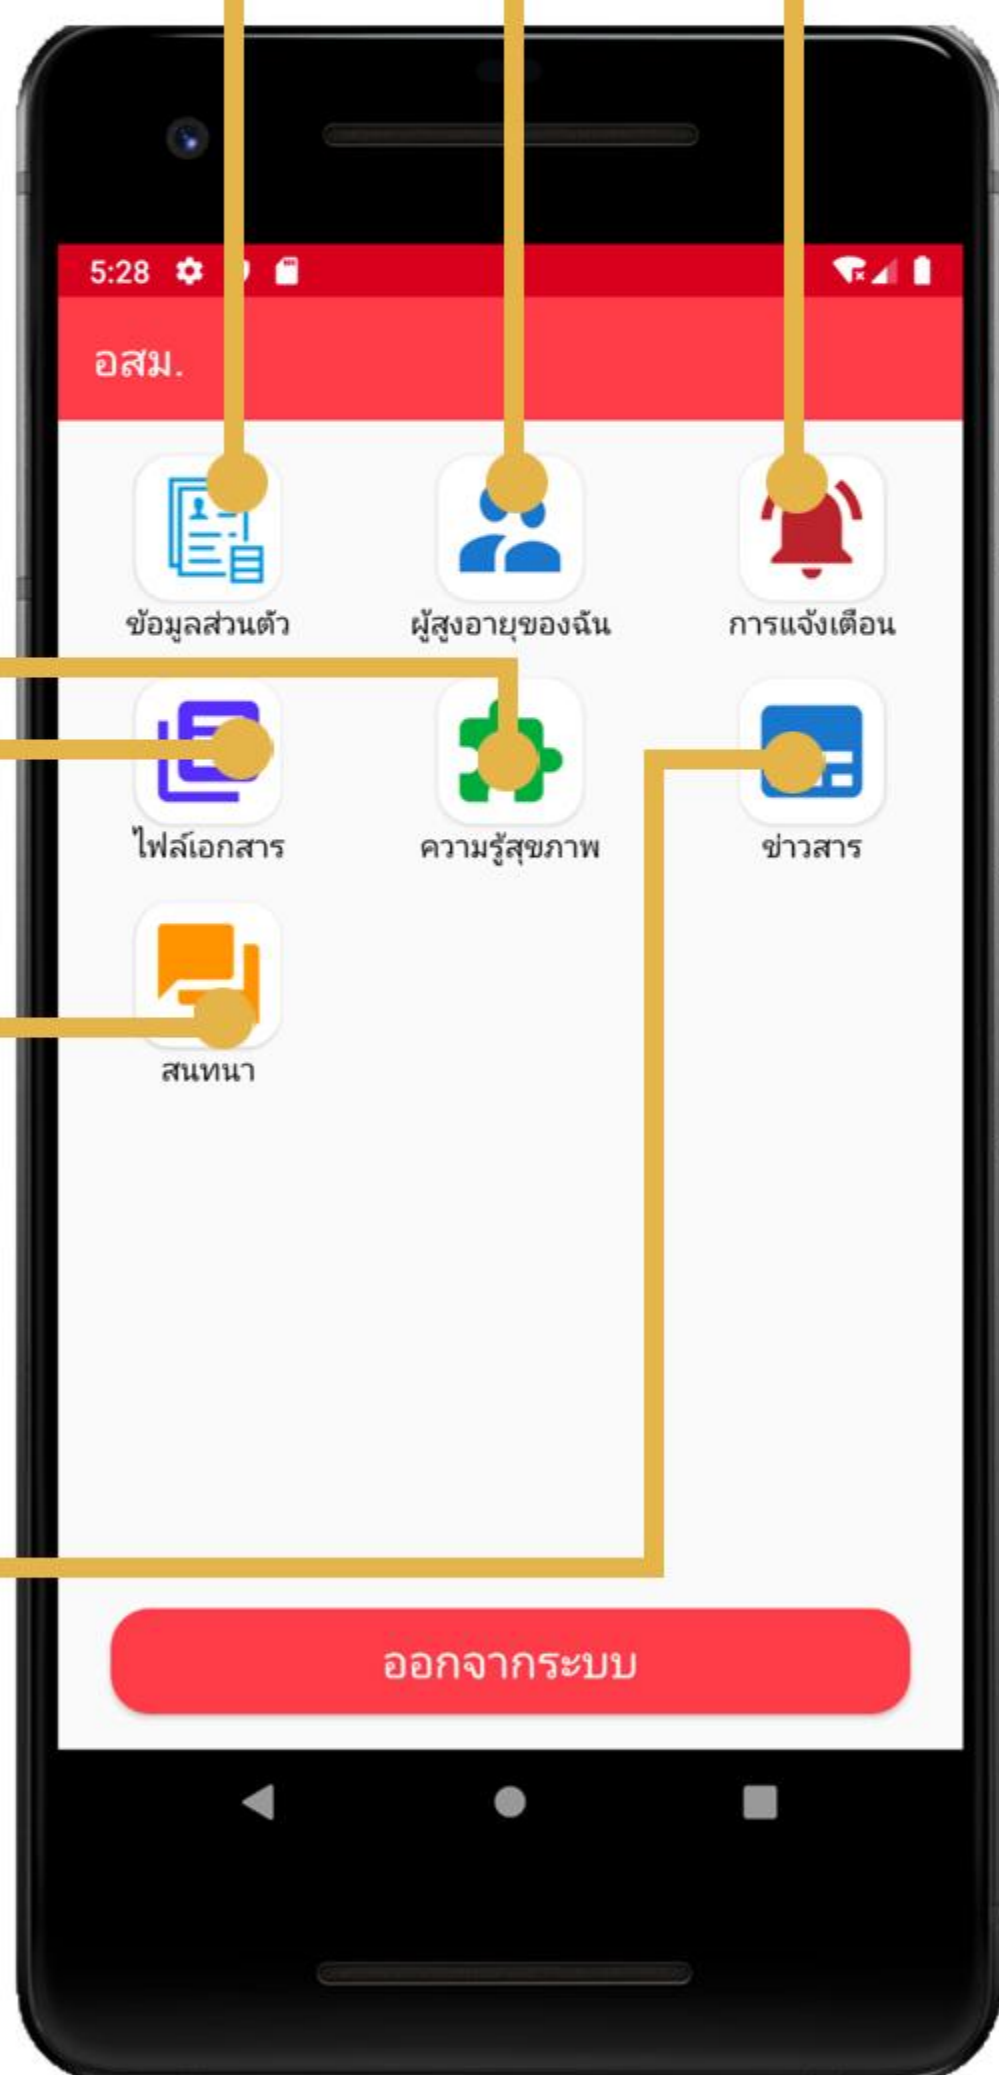 5:28
อสม.
ข้อมูลส่วนตัว
ผู้สูงอายุของฉัน
การแจ้งเตือน
ไฟล์เอกสาร
ความรู้สุขภาพ
ข่าวสาร
สนทนา
ออกจากระบบ